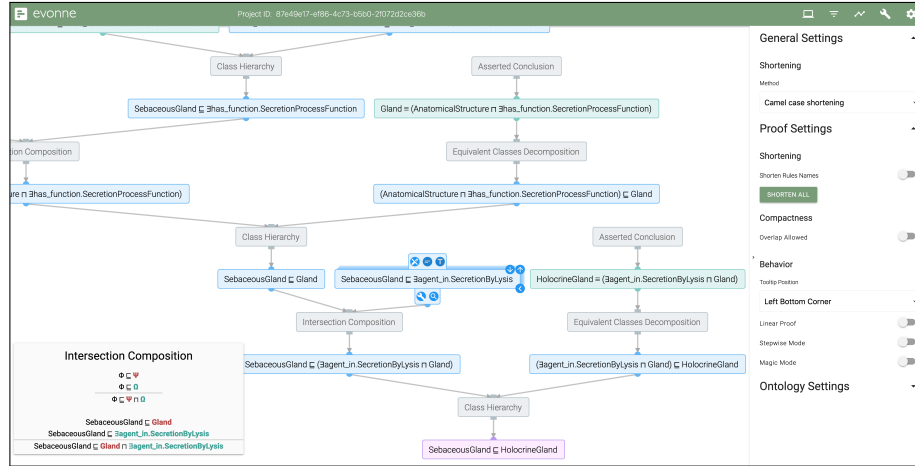 evonne
Project ID: 87e49e17-ef86-4c73-b5b0-2f072d2ce36b
Class Hierarchy
Asserted Conclusion
SebaceousGland ⊑ ∃has_function.SecretionProcessFunction
Gland ≡ (AnatomicalStructure ⊓ ∃has_function.SecretionProcessFunction)
tion Composition
Equivalent Classes Decomposition
ure ⊓ ∃has_function.SecretionProcessFunction)
(AnatomicalStructure ⊓ ∃has_function.SecretionProcessFunction) ⊑ Gland
Class Hierarchy
Asserted Conclusion
SebaceousGland ⊑ Gland
SebaceousGland ⊑ ∃agent_in.SecretionByLysis
HolocrineGland ≡ (∃agent_in.SecretionByLysis ⊓ Gland)
Intersection Composition
Equivalent Classes Decomposition
SebaceousGland ⊑ (∃agent_in.SecretionByLysis ⊓ Gland)
(∃agent_in.SecretionByLysis ⊓ Gland) ⊑ HolocrineGland
Class Hierarchy
SebaceousGland ⊑ HolocrineGland
Intersection Composition
Φ ⊑ Ψ
Φ ⊑ Ω
Φ ⊑ Ψ ⊓ Ω
SebaceousGland ⊑ Gland
SebaceousGland ⊑ ∃agent_in.SecretionByLysis
SebaceousGland ⊑ Gland ⊓ ∃agent_in.SecretionByLysis
General Settings
Shortening
Method
Camel case shortening
Proof Settings
Shortening
Shorten Rules Names
SHORTEN ALL
Compactness
Overlap Allowed
Behavior
Tooltip Position
Left Bottom Corner
Linear Proof
Stepwise Mode
Magic Mode
Ontology Settings